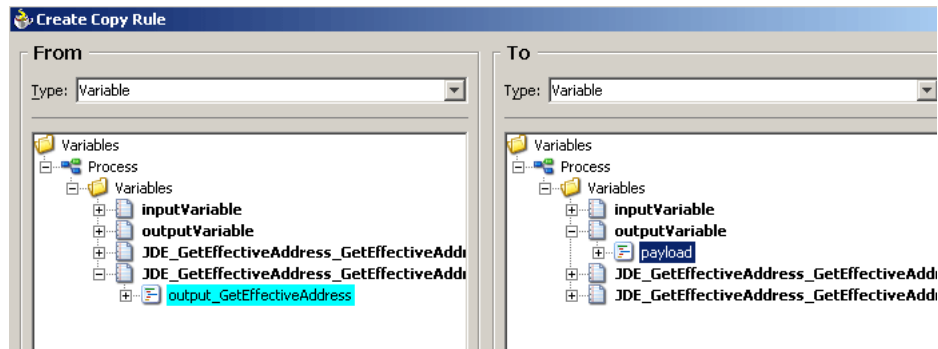 Create Copy Rule
From
Type: Variable
Variables
Process
Variables
inputVariable
outputVariable
JDE_GetEffectiveAddress_GetEffectiveAddr
JDE_GetEffectiveAddress_GetEffectiveAddr
output_GetEffectiveAddress
To
Type: Variable
Variables
Process
Variables
inputVariable
outputVariable
payload
JDE_GetEffectiveAddress_GetEffectiveAddr
JDE_GetEffectiveAddress_GetEffectiveAddr